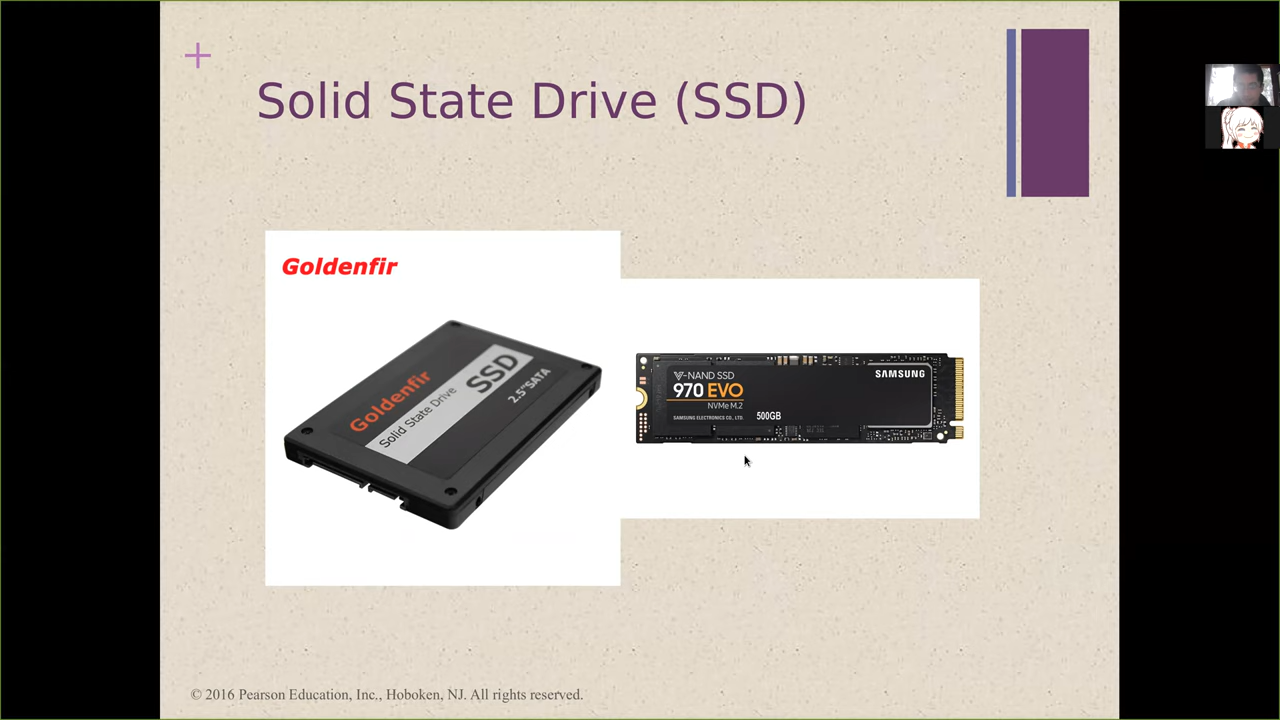 +
Solid State Drive (SSD)
Goldenfir
Goldenfir
Solid State Drive
SSD
2.5"SATA
V-NAND SSD
970 EVO
NVMe M.2
SAMSUNG ELECTRONICS CO., LTD.
500GB
SAMSUNG
© 2016 Pearson Education, Inc., Hoboken, NJ. All rights reserved.